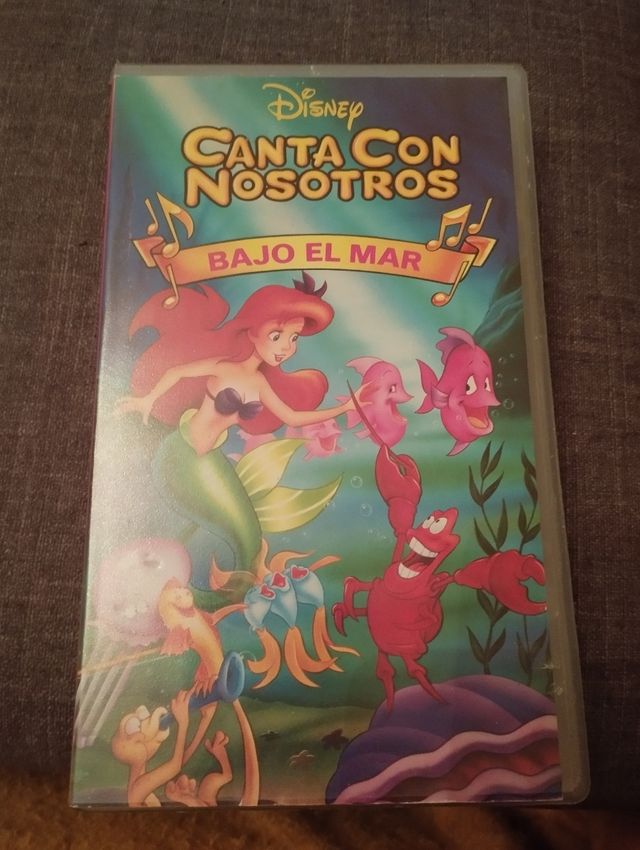 Disney
CANTA CON
NOSOTROS
BAJO EL MAR